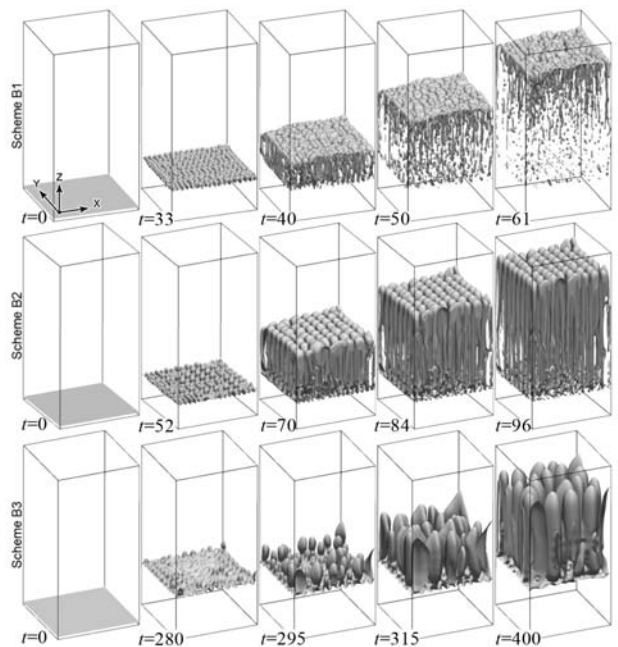 Scheme B1
Y Z X
t=0 t=33 t=40 t=50 t=61
Scheme B2
t=0 t=52 t=70 t=84 t=96
Scheme B3
t=0 t=280 t=295 t=315 t=400